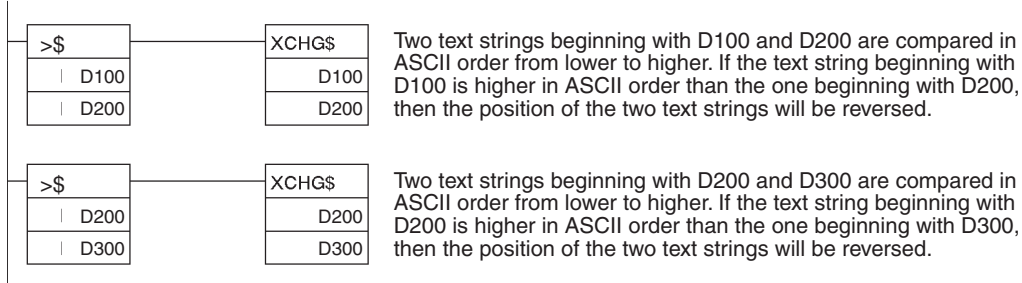 >$ XCHG$
D100 D100
D200 D200
Two text strings beginning with D100 and D200 are compared in
ASCII order from lower to higher. If the text string beginning with
D100 is higher in ASCII order than the one beginning with D200,
then the position of the two text strings will be reversed.
>$ XCHG$
D200 D200
D300 D300
Two text strings beginning with D200 and D300 are compared in
ASCII order from lower to higher. If the text string beginning with
D200 is higher in ASCII order than the one beginning with D300,
then the position of the two text strings will be reversed.